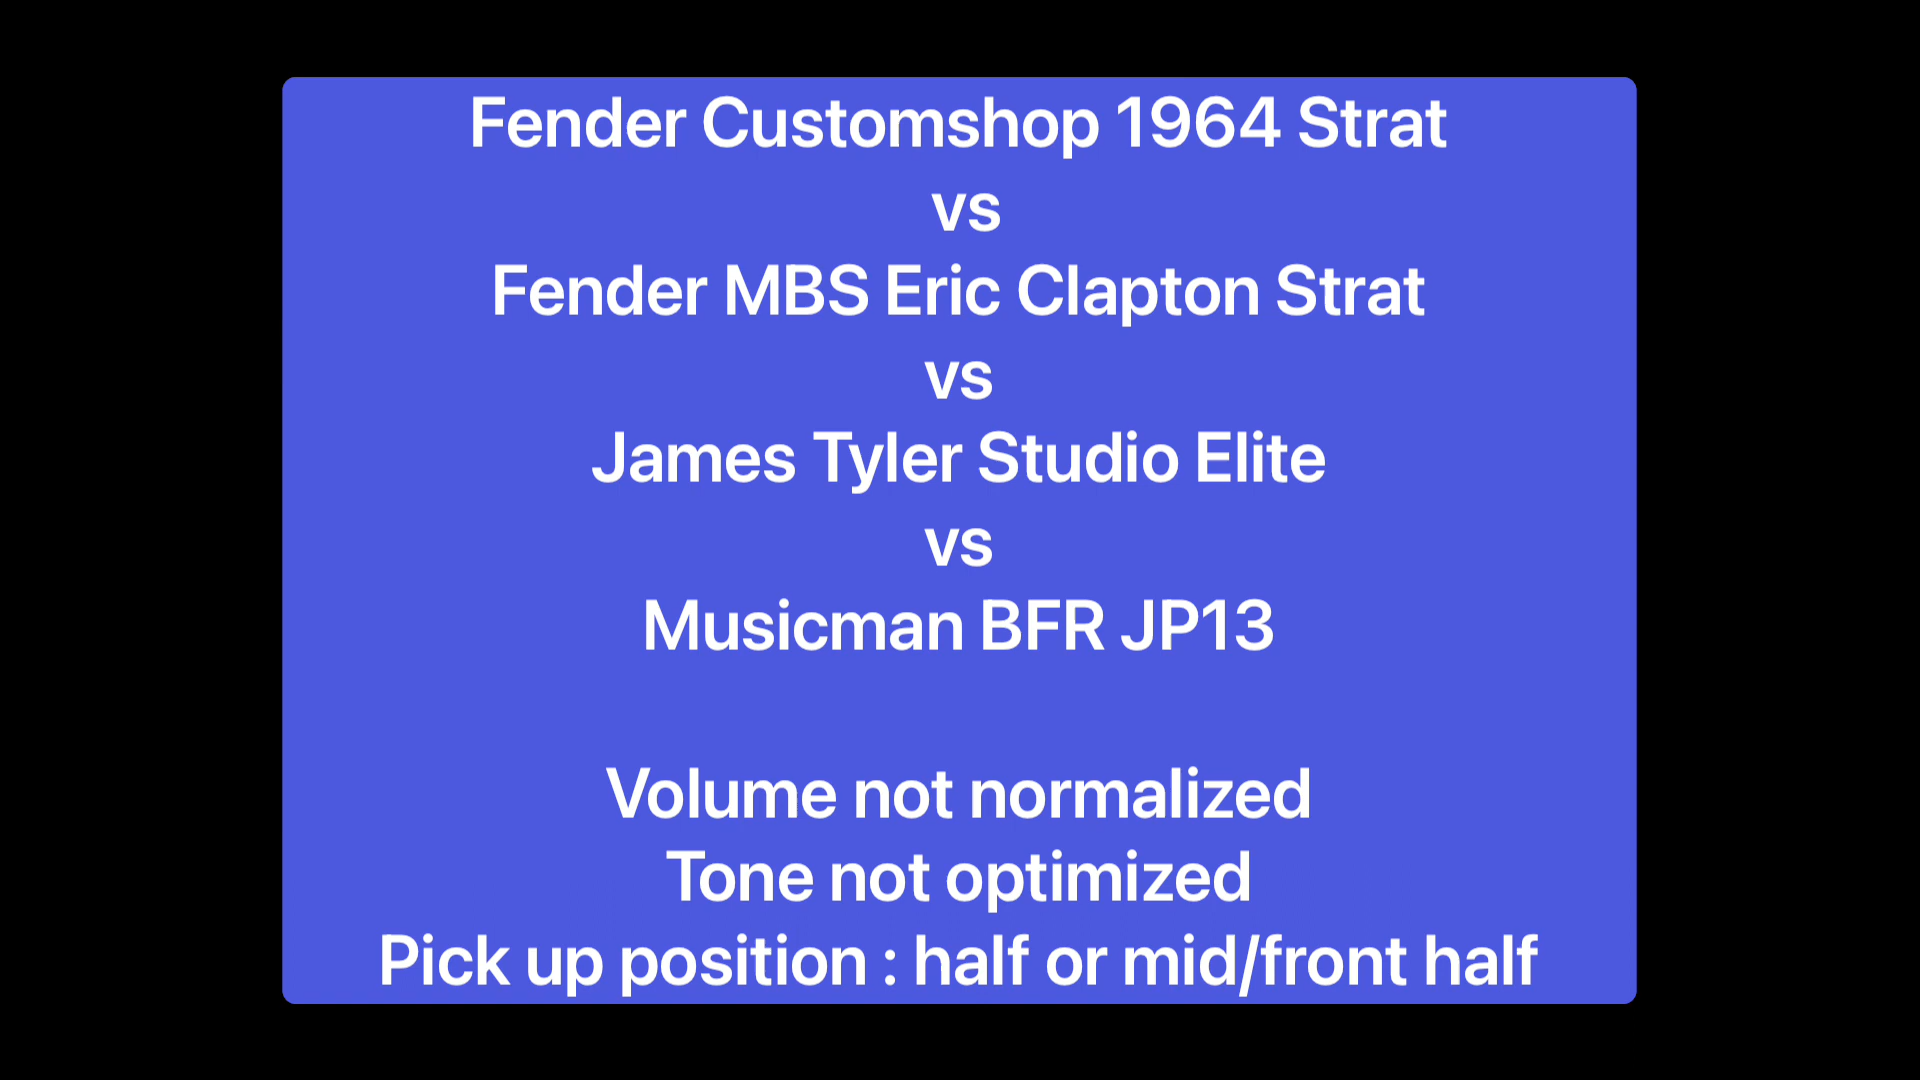 Fender Customshop 1964 Strat
vs
Fender MBS Eric Clapton Strat
vs
James Tyler Studio Elite
vs
Musicman BFR JP13
Volume not normalized
Tone not optimized
Pick up position : half or mid/front half